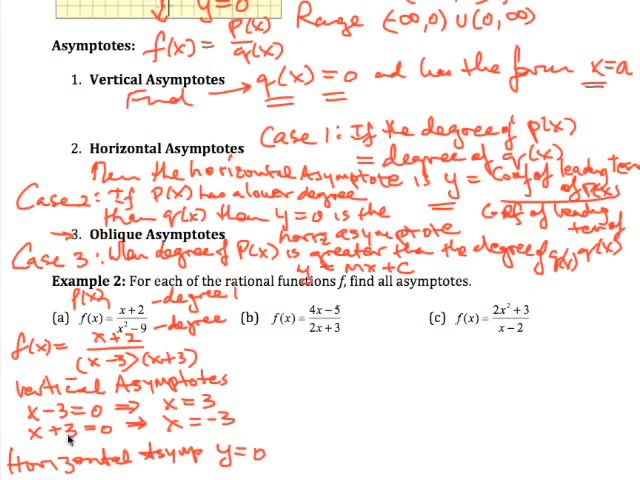 y=0
Range (-∞,0) ∪ (0,∞)
Asymptotes: f(x) = P(x)/q(x)
1. Vertical Asymptotes
Find → q(x) = 0 and has the form x=a
2. Horizontal Asymptotes Case 1: If the degree of P(x)
= degree of q(x)
Then the horizontal Asymptote is y = Coef of leading term of P(x)
Coef of leading term of q(x)
Case 2: If P(x) has a lower degree
than q(x) then y=0 is the
horiz asymptote
3. Oblique Asymptotes
Case 3: When degree of P(x) is greater than the degree of q(x)
y = mx+c
Example 2: For each of the rational functions f, find all asymptotes.
P(x) - degree 1
(a) f(x) = x+2 / x²−9 - degree
(b) f(x) = 4x−5 / 2x+3
(c) f(x) = 2x²+3 / x−2
f(x) = x+2 / (x-3)(x+3)
Vertical Asymptotes
x-3=0 ⇒ x = 3
x+3=0 ⇒ x = -3
Horizontal Asymp y=0